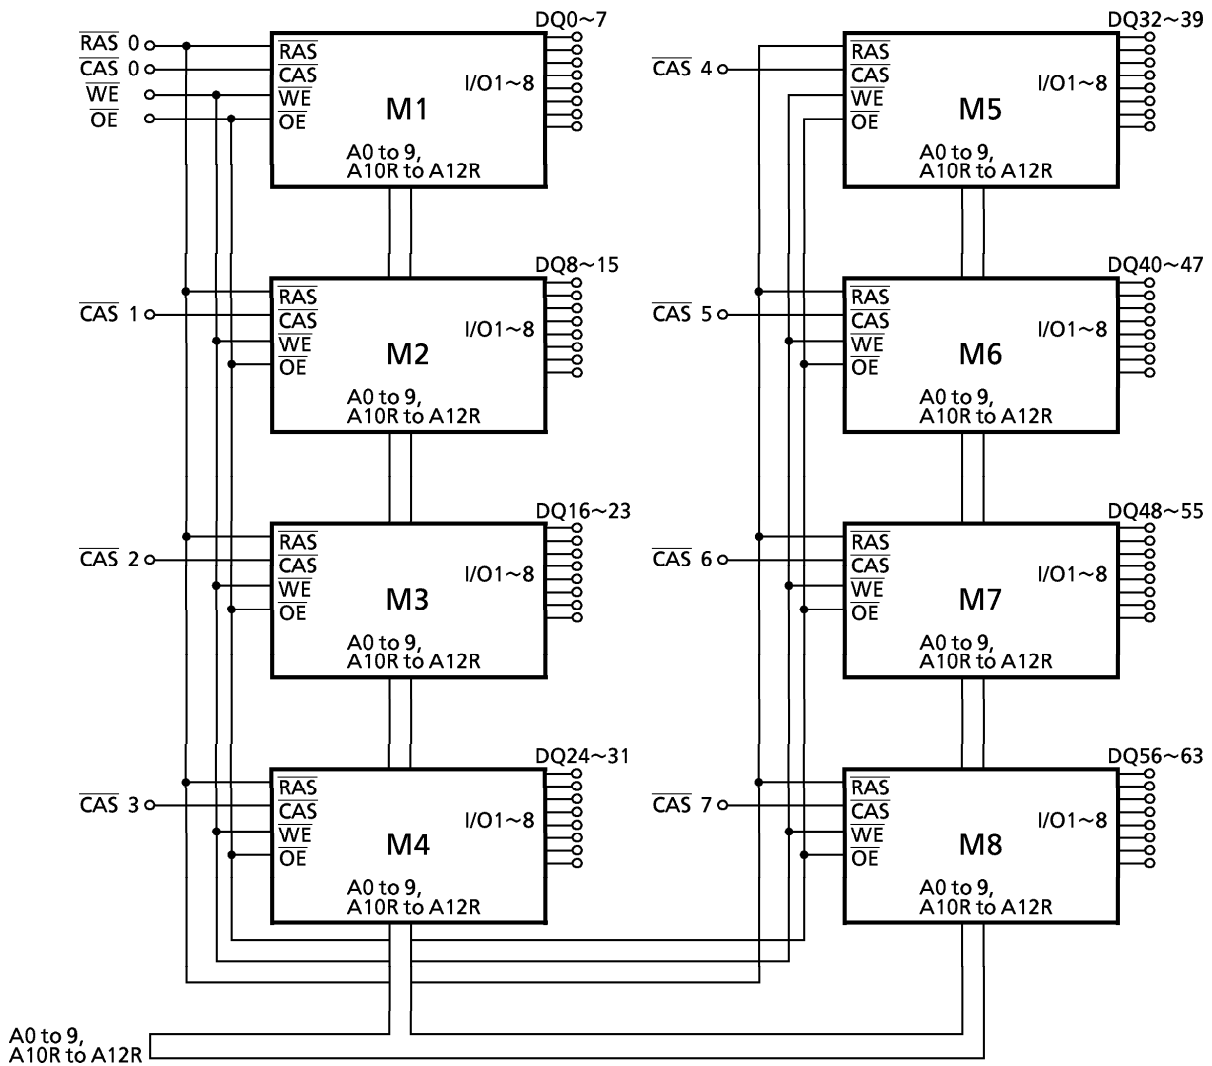 DQ0~7
RAS 0
CAS 0
WE
OE
RAS
CAS
WE
OE
I/O1~8
M1
A0 to 9,
A10R to A12R
DQ8~15
CAS 1
RAS
CAS
WE
OE
I/O1~8
M2
A0 to 9,
A10R to A12R
DQ16~23
CAS 2
RAS
CAS
WE
OE
I/O1~8
M3
A0 to 9,
A10R to A12R
DQ24~31
CAS 3
RAS
CAS
WE
OE
I/O1~8
M4
A0 to 9,
A10R to A12R
DQ32~39
CAS 4
RAS
CAS
WE
OE
I/O1~8
M5
A0 to 9,
A10R to A12R
DQ40~47
CAS 5
RAS
CAS
WE
OE
I/O1~8
M6
A0 to 9,
A10R to A12R
DQ48~55
CAS 6
RAS
CAS
WE
OE
I/O1~8
M7
A0 to 9,
A10R to A12R
DQ56~63
CAS 7
RAS
CAS
WE
OE
I/O1~8
M8
A0 to 9,
A10R to A12R
A0 to 9,
A10R to A12R